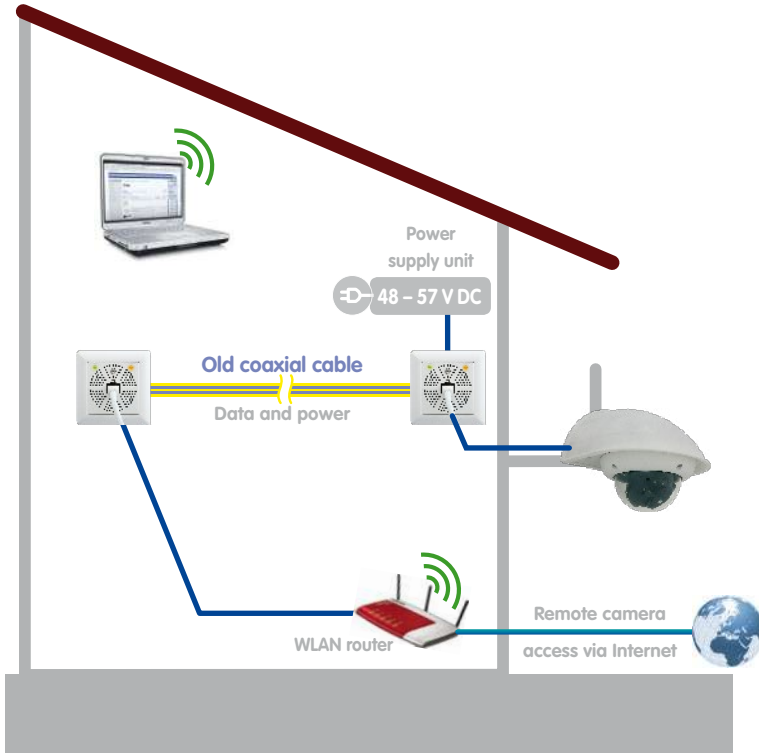 Power
supply unit
48 – 57 V DC
Old coaxial cable
Data and power
WLAN router
Remote camera
access via Internet